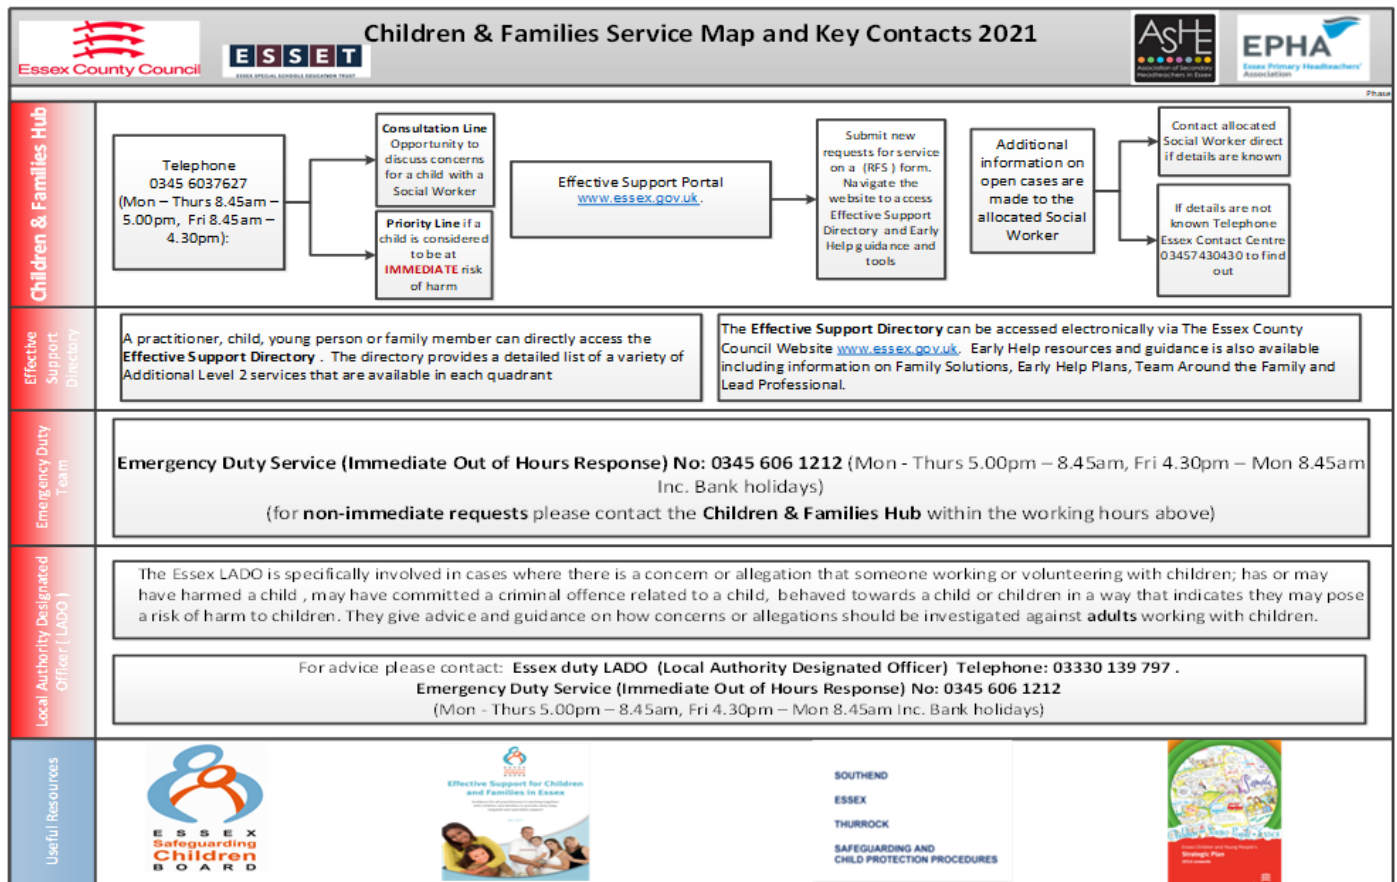 Children & Families Service Map and Key Contacts 2021
Essex County Council
ESSET
ESSEX SPECIAL SCHOOLS EDUCATION TRUST
ASHE
Association of Secondary
Headteachers in Essex
EPHA
Essex Primary Headteachers'
Association
Phase
Children & Families Hub
Telephone
0345 6037627
(Mon – Thurs 8.45am –
5.00pm, Fri 8.45am –
4.30pm):
Consultation Line
Opportunity to
discuss concerns
for a child with a
Social Worker
Priority Line if a
child is considered
to be at
IMMEDIATE risk
of harm
Effective Support Portal
www.essex.gov.uk .
Submit new
requests for service
on a (RFS ) form.
Navigate the
website to access
Effective Support
Directory and Early
Help guidance and
tools
Additional
information on
open cases are
made to the
allocated Social
Worker
Contact allocated
Social Worker direct
if details are known
If details are not
known Telephone
Essex Contact Centre
03457430430 to find
out
Effective
Support
Directory
A practitioner, child, young person or family member can directly access the
Effective Support Directory . The directory provides a detailed list of a variety of
Additional Level 2 services that are available in each quadrant
The Effective Support Directory can be accessed electronically via The Essex County
Council Website www.essex.gov.uk. Early Help resources and guidance is also available
including information on Family Solutions, Early Help Plans, Team Around the Family and
Lead Professional.
Emergency Duty
Team
Emergency Duty Service (Immediate Out of Hours Response) No: 0345 606 1212 (Mon - Thurs 5.00pm – 8.45am, Fri 4.30pm – Mon 8.45am
Inc. Bank holidays)
(for non-immediate requests please contact the Children & Families Hub within the working hours above)
Local Authority Designated
Officer ( LADO )
The Essex LADO is specifically involved in cases where there is a concern or allegation that someone working or volunteering with children; has or may
have harmed a child , may have committed a criminal offence related to a child, behaved towards a child or children in a way that indicates they may pose
a risk of harm to children. They give advice and guidance on how concerns or allegations should be investigated against adults working with children.
For advice please contact: Essex duty LADO (Local Authority Designated Officer) Telephone: 03330 139 797 .
Emergency Duty Service (Immediate Out of Hours Response) No: 0345 606 1212
(Mon - Thurs 5.00pm – 8.45am, Fri 4.30pm – Mon 8.45am Inc. Bank holidays)
Useful Resources
ESSEX
Safeguarding
Children
BOARD
Effective Support for Children
and Families in Essex
SOUTHEND
ESSEX
THURROCK
SAFEGUARDING AND
CHILD PROTECTION PROCEDURES
Essex Children and Young People's
Strategic Plan